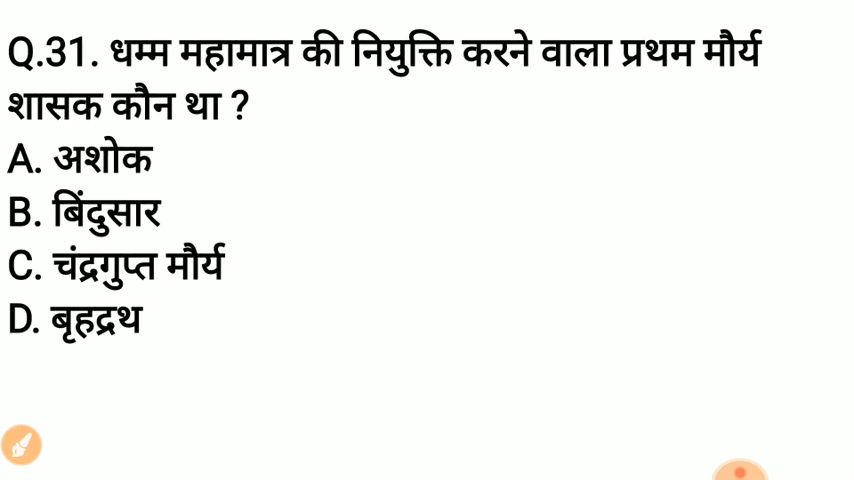 Q.31. धम्म महामात्र की नियुक्ति करने वाला प्रथम मौर्य
शासक कौन था ?
A. अशोक
B. बिंदुसार
C. चंद्रगुप्त मौर्य
D. बृहद्रथ